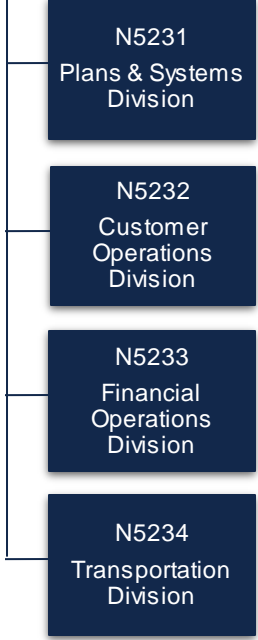 N5231
Plans & Systems
Division
N5232
Customer
Operations
Division
N5233
Financial
Operations
Division
N5234
Transportation
Division